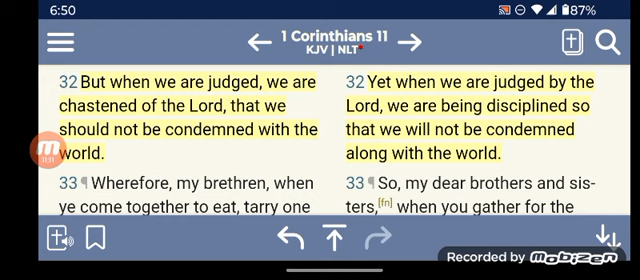 6:50
87%
1 Corinthians 11
KJV | NLT
32 But when we are judged, we are
chastened of the Lord, that we
should not be condemned with the
world.
33 ¶ Wherefore, my brethren, when
ye come together to eat, tarry one
32 Yet when we are judged by the
Lord, we are being disciplined so
that we will not be condemned
along with the world.
33 ¶ So, my dear brothers and sis-
ters,[fn] when you gather for the
11:11
Recorded by Mobizen